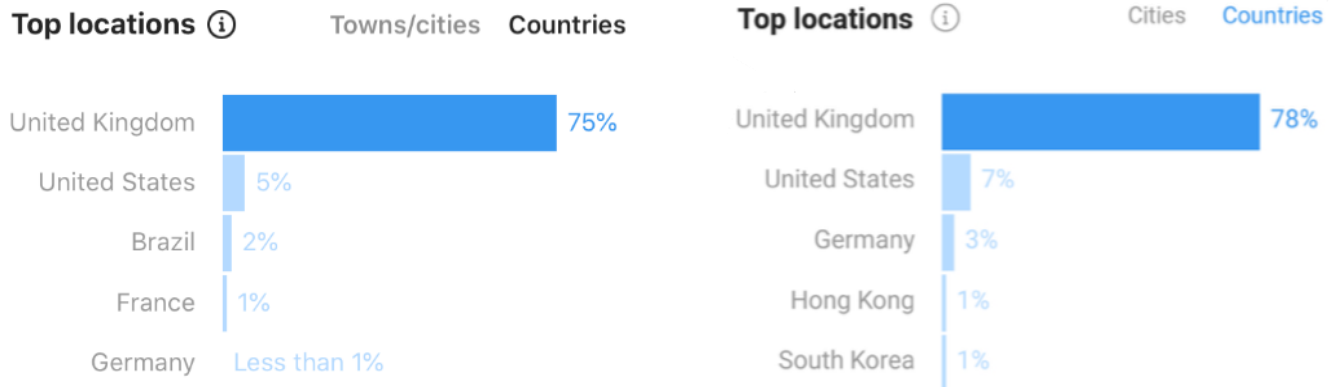 Top locations Towns/cities Countries
United Kingdom 75%
United States 5%
Brazil 2%
France 1%
Germany Less than 1%
Top locations Cities Countries
United Kingdom 78%
United States 7%
Germany 3%
Hong Kong 1%
South Korea 1%